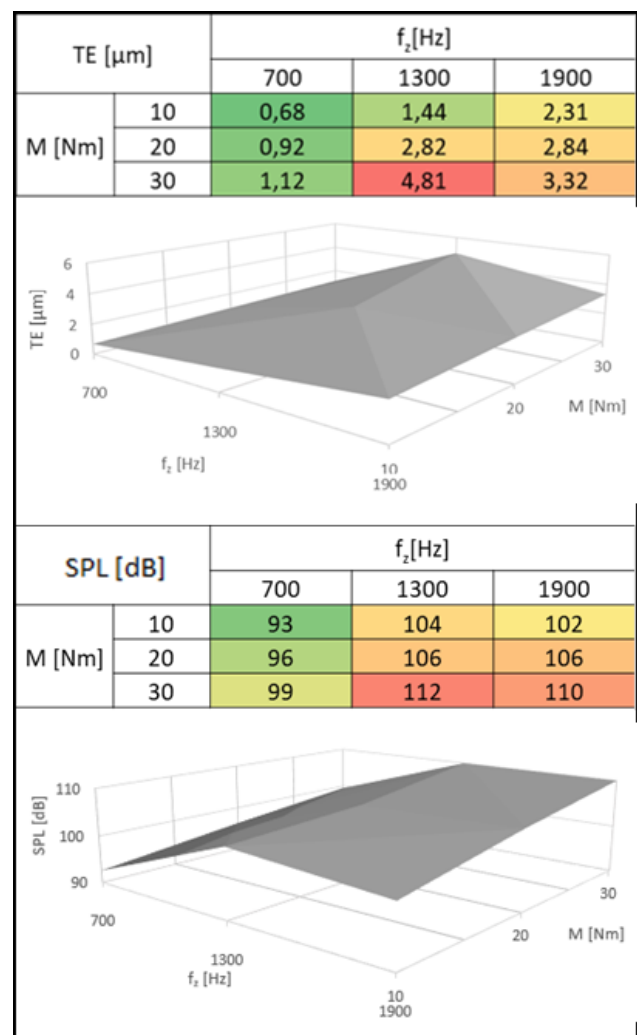 TE [µm] f_z[Hz]
700 1300 1900
M [Nm] 10 0,68 1,44 2,31
20 0,92 2,82 2,84
30 1,12 4,81 3,32
6
4
2
0
TE [µm]
700
1300
f_z [Hz]
10
1900
20
30
M [Nm]
SPL [dB] f_z[Hz]
700 1300 1900
M [Nm] 10 93 104 102
20 96 106 106
30 99 112 110
110
100
90
SPL [dB]
700
1300
f_z [Hz]
10
1900
20
30
M [Nm]